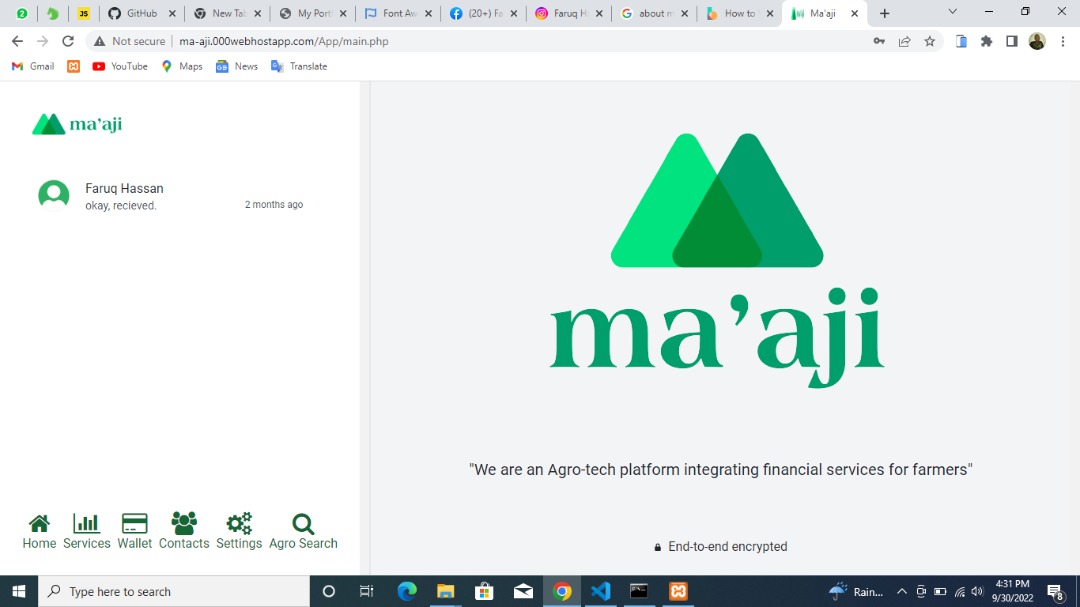 2
JS
GitHub
New Tab
My Port
Font Aw
(20+) Fa
Faruq H
about m
How to
Ma'aji
Not secure
ma-aji.000webhostapp.com/App/main.php
Gmail
YouTube
Maps
News
Translate
ma'aji
Faruq Hassan
okay, recieved.
2 months ago
Home
Services
Wallet
Contacts
Settings
Agro Search
ma'aji
"We are an Agro-tech platform integrating financial services for farmers"
End-to-end encrypted
Type here to search
Rain...
4:31 PM
9/30/2022
8